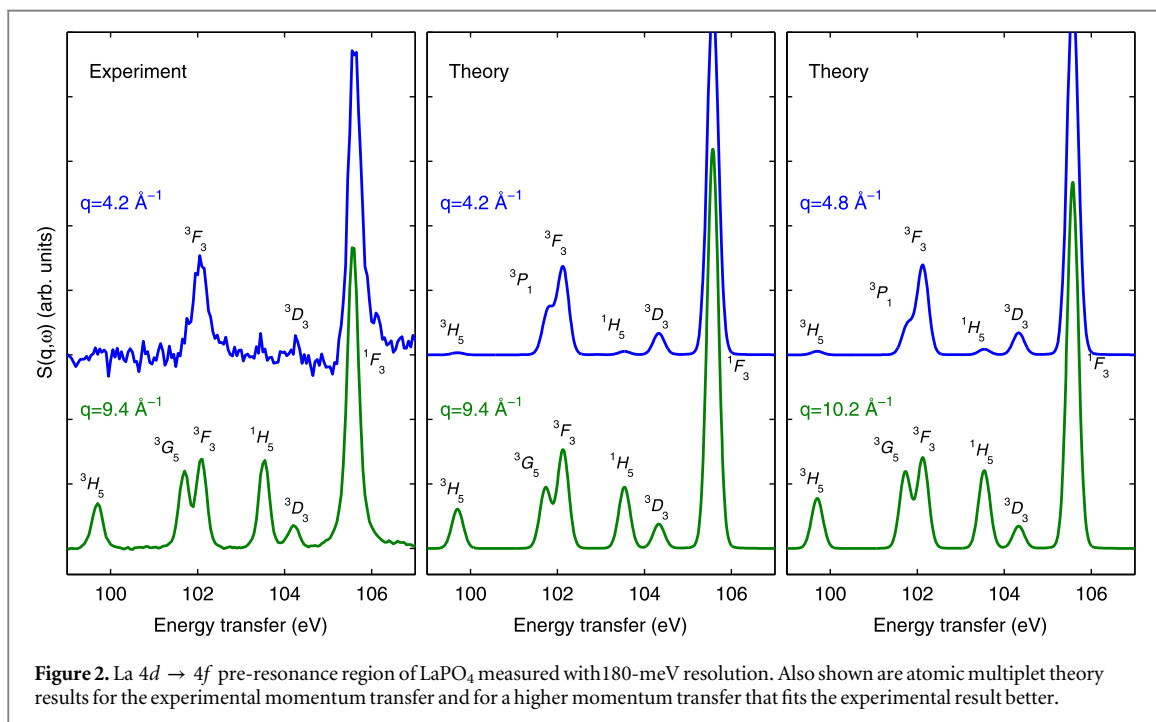 Experiment
Theory
Theory
S(q,ω) (arb. units)
q=4.2 Å⁻¹
³F₃
³D₃
¹F₃
q=9.4 Å⁻¹
³H₅
³G₅
³F₃
¹H₅
³D₃
100 102 104 106
Energy transfer (eV)
q=4.2 Å⁻¹
³H₅
³P₁
³F₃
¹H₅
³D₃
¹F₃
q=9.4 Å⁻¹
³H₅
³G₅
³F₃
¹H₅
³D₃
100 102 104 106
Energy transfer (eV)
q=4.8 Å⁻¹
³H₅
³P₁
³F₃
¹H₅
³D₃
¹F₃
q=10.2 Å⁻¹
³H₅
³G₅
³F₃
¹H₅
³D₃
100 102 104 106
Energy transfer (eV)
Figure 2. La 4d → 4f pre-resonance region of LaPO₄ measured with180-meV resolution. Also shown are atomic multiplet theory
results for the experimental momentum transfer and for a higher momentum transfer that fits the experimental result better.